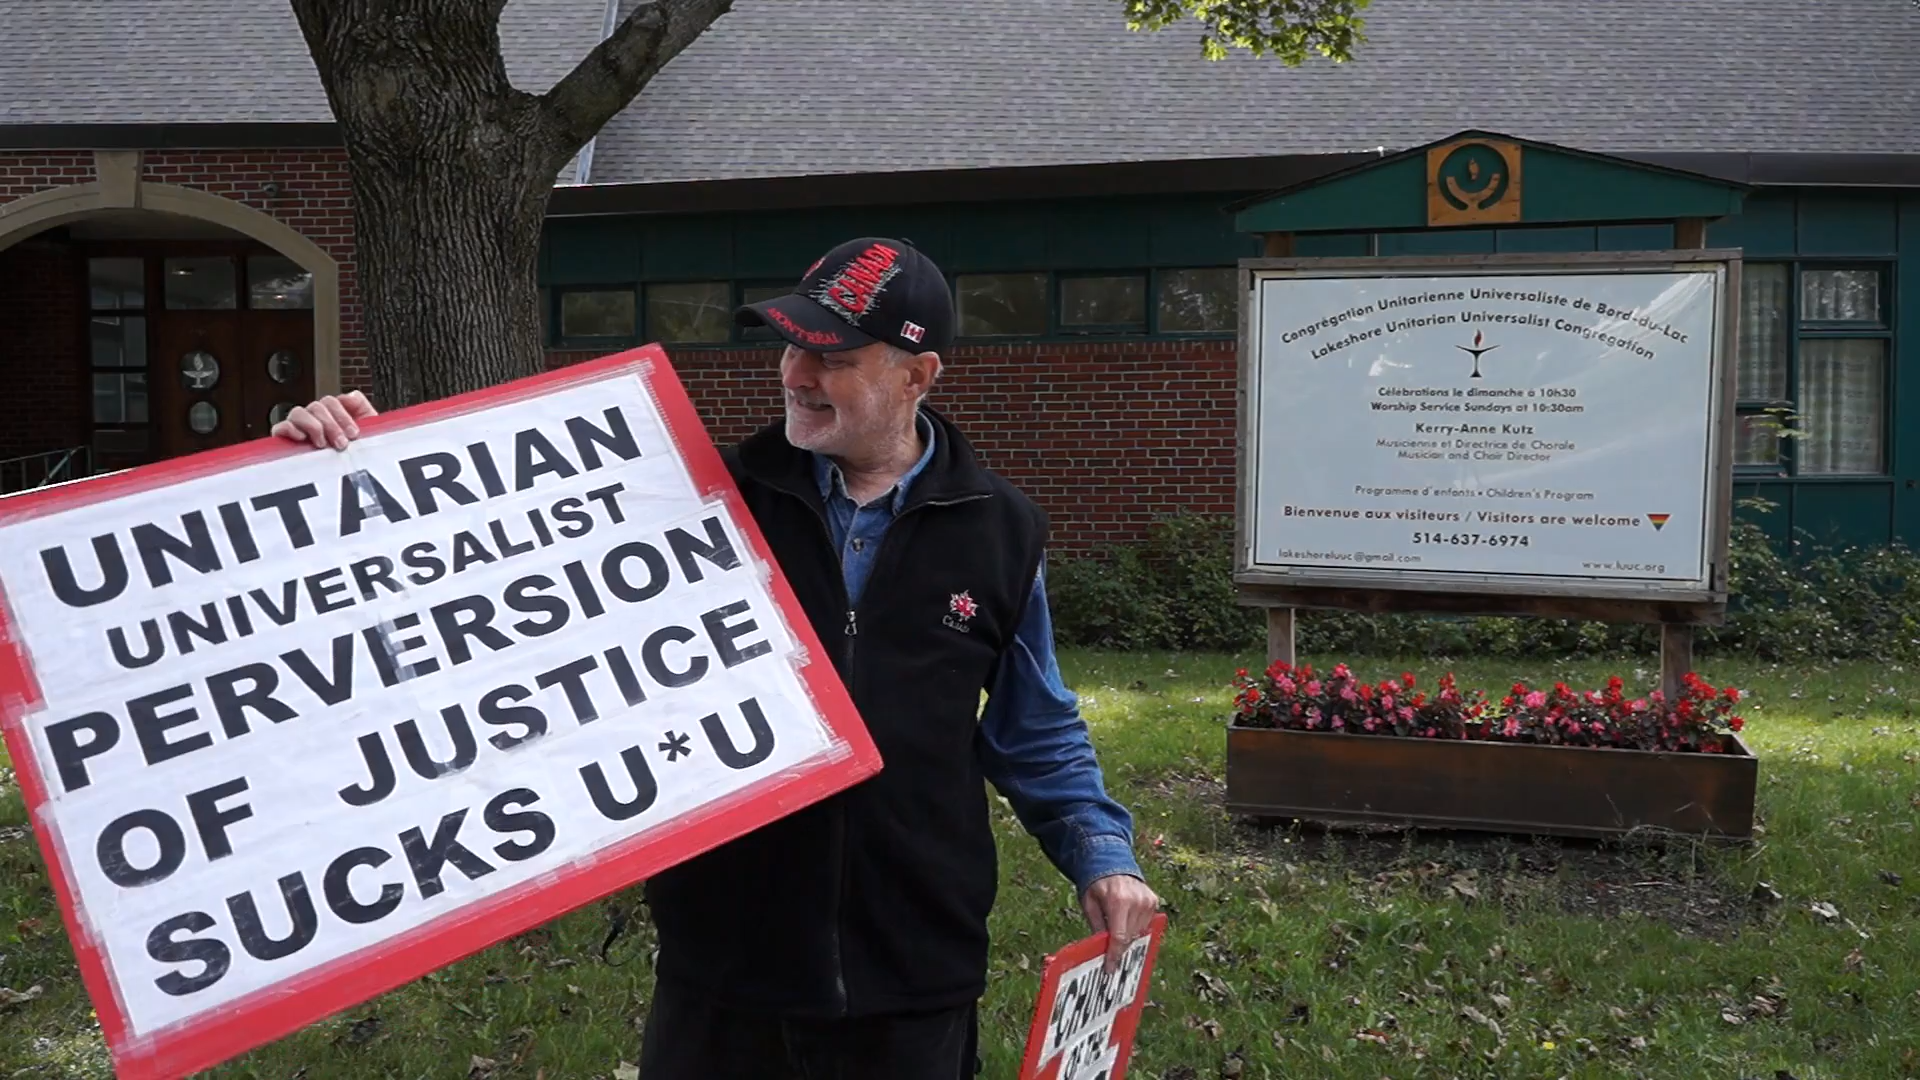 UNITARIAN
UNIVERSALIST
PERVERSION
OF JUSTICE
SUCKS U*U
CANADA
MONTRÉAL
Canada
"CHURCH"
OF THE
Congrégation Unitarienne Universaliste de Bord-du-Lac
Lakeshore Unitarian Universalist Congregation
Célébrations le dimanche à 10h30
Worship Service Sundays at 10:30am
Kerry-Anne Kutz
Musicienne et Directrice de Chorale
Musician and Choir Director
Programme d'enfants • Children's Program
Bienvenue aux visiteurs / Visitors are welcome
514-637-6974
lakeshoreluuc@gmail.com
www.luuc.org